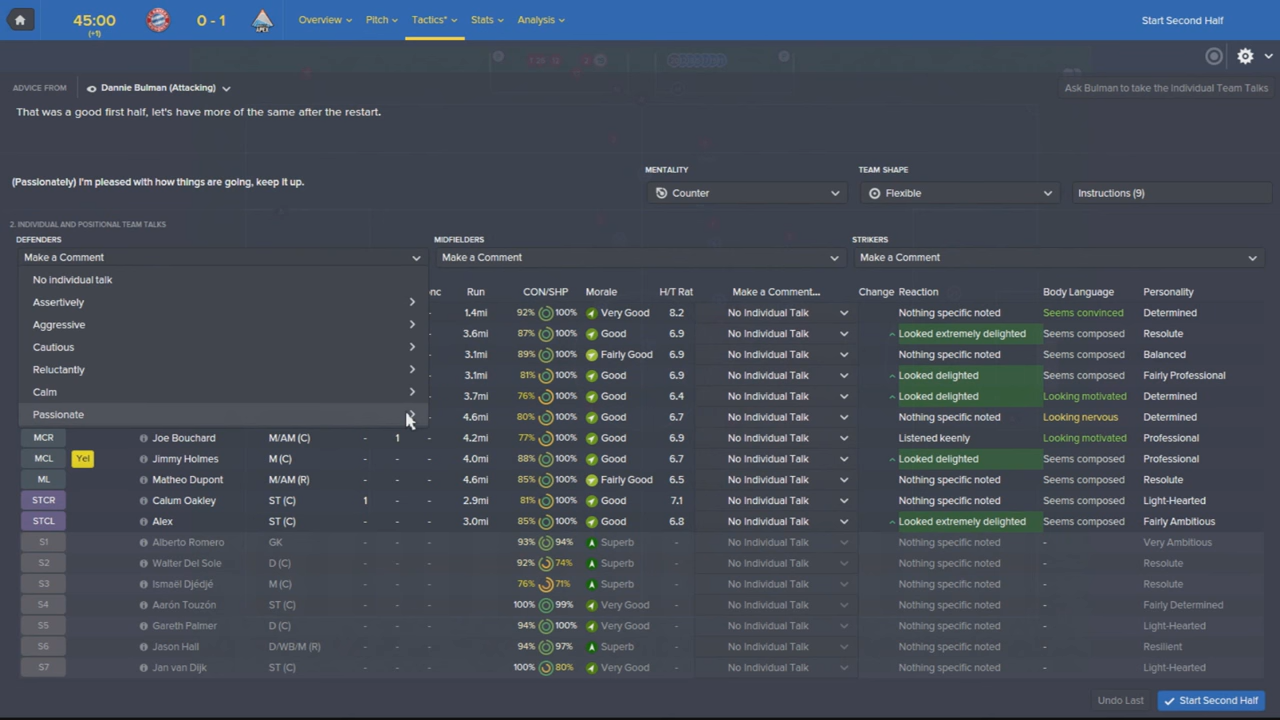 45:00 0 - 1 Overview Pitch Tactics* Stats Analysis Start Second Half
(+1) APEX
ADVICE FROM Dannie Bulman (Attacking) Ask Bulman to take the Individual Team Talks
That was a good first half, let's have more of the same after the restart.
MENTALITY TEAM SHAPE
(Passionately) I'm pleased with how things are going, keep it up. Counter Flexible Instructions (9)
2. INDIVIDUAL AND POSITIONAL TEAM TALKS
DEFENDERS MIDFIELDERS STRIKERS
Make a Comment Make a Comment Make a Comment
No individual talk
Assertively
Aggressive
Cautious
Reluctantly
Calm
Passionate
nc Run CON/SHP Morale H/T Rat Make a Comment... Change Reaction Body Language Personality
1.4mi 92% 100% Very Good 8.2 No Individual Talk Nothing specific noted Seems convinced Determined
3.6mi 87% 100% Good 6.9 No Individual Talk Looked extremely delighted Seems composed Resolute
3.1mi 89% 100% Fairly Good 6.9 No Individual Talk Nothing specific noted Seems composed Balanced
3.1mi 81% 100% Good 6.9 No Individual Talk Looked delighted Seems composed Fairly Professional
3.7mi 76% 100% Good 6.4 No Individual Talk Looked delighted Looking motivated Determined
4.6mi 80% 100% Good 6.7 No Individual Talk Nothing specific noted Looking nervous Determined
MCR Joe Bouchard M/AM (C) - 1 - 4.2mi 77% 100% Good 6.9 No Individual Talk Listened keenly Looking motivated Professional
MCL Yel Jimmy Holmes M (C) - - - 4.0mi 88% 100% Good 6.7 No Individual Talk Looked delighted Seems composed Professional
ML Matheo Dupont M/AM (R) - - - 4.6mi 85% 100% Fairly Good 6.5 No Individual Talk Nothing specific noted Seems composed Resolute
STCR Calum Oakley ST (C) 1 - - 2.9mi 81% 100% Good 7.1 No Individual Talk Nothing specific noted Seems composed Light-Hearted
STCL Alex ST (C) - - - 3.0mi 85% 100% Good 6.8 No Individual Talk Looked extremely delighted Seems composed Fairly Ambitious
S1 Alberto Romero GK - - - 93% 94% Superb - No Individual Talk Nothing specific noted - Very Ambitious
S2 Walter Del Sole D (C) - - - 92% 74% Superb - No Individual Talk Nothing specific noted - Resolute
S3 Ismaël Djédjé M (C) - - - 76% 71% Superb - No Individual Talk Nothing specific noted - Resolute
S4 Aarón Touzón ST (C) - - - 100% 99% Very Good - No Individual Talk Nothing specific noted - Fairly Determined
S5 Gareth Palmer D (C) - - - 94% 100% Very Good - No Individual Talk Nothing specific noted - Light-Hearted
S6 Jason Hall D/WB/M (R) - - - 94% 97% Superb - No Individual Talk Nothing specific noted - Resilient
S7 Jan van Dijk ST (C) - - - 100% 80% Very Good - No Individual Talk Nothing specific noted - Light-Hearted
Undo Last Start Second Half